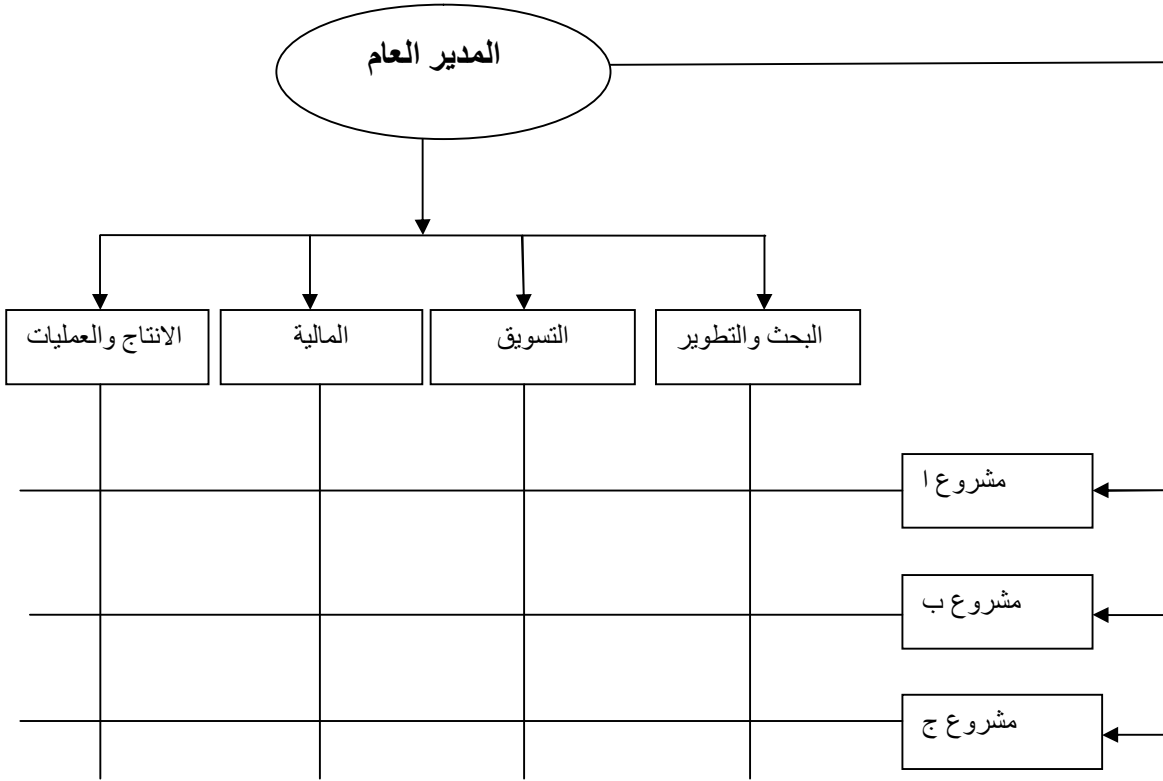 المدير العام
البحث والتطوير
التسويق
المالية
الانتاج والعمليات
مشروع ا
مشروع ب
مشروع ج